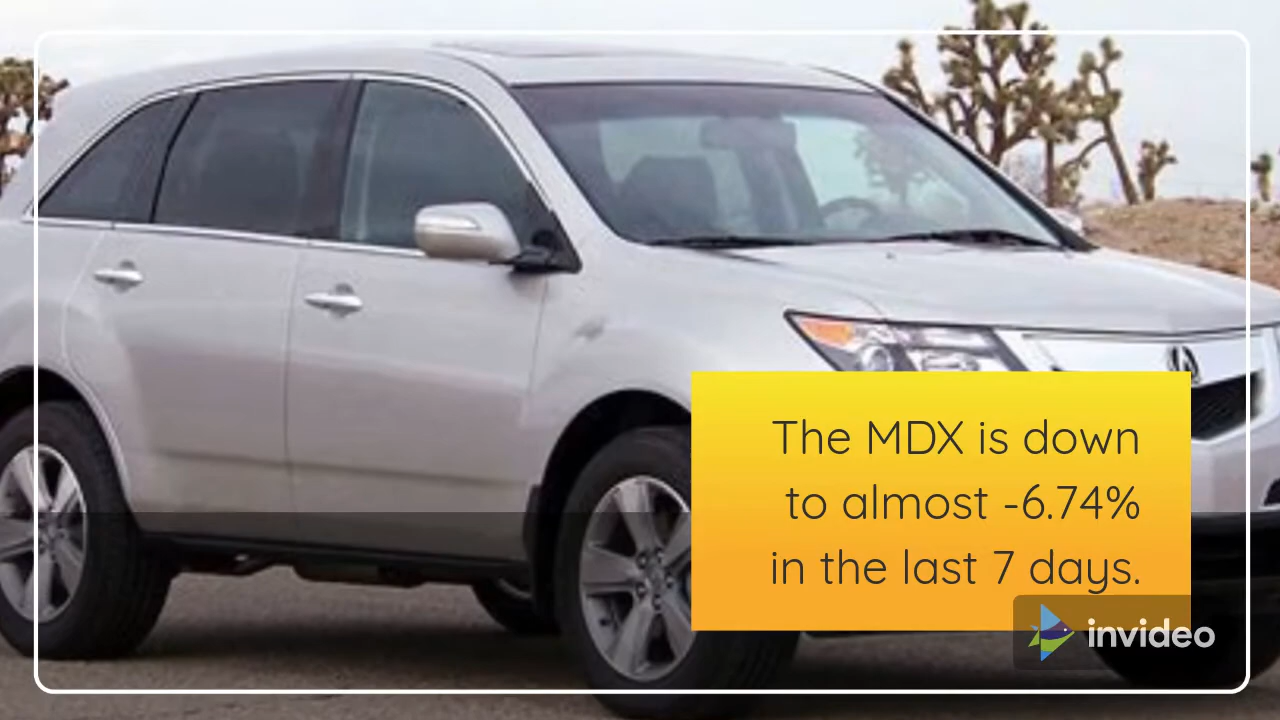 The MDX is down
to almost -6.74%
in the last 7 days.
invideo